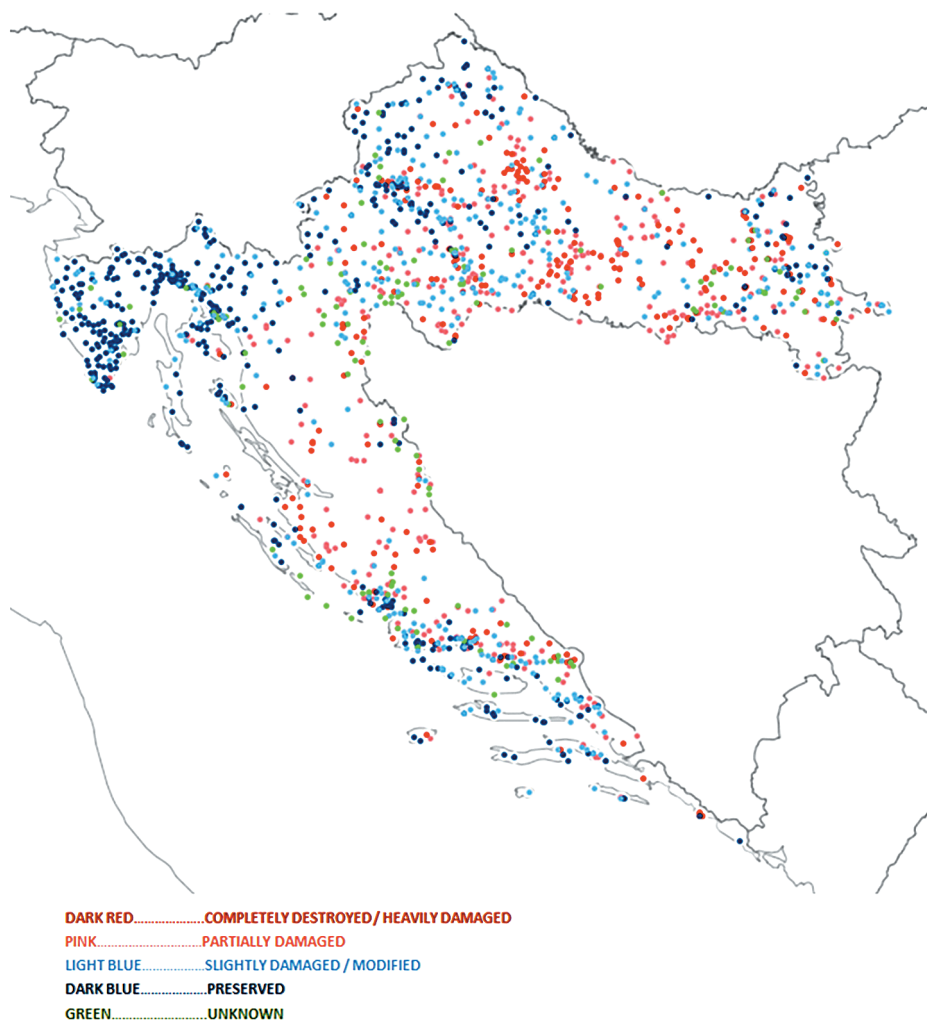 DARK RED....................COMPLETELY DESTROYED / HEAVILY DAMAGED
PINK..............................PARTIALLY DAMAGED
LIGHT BLUE..................SLIGHTLY DAMAGED / MODIFIED
DARK BLUE...................PRESERVED
GREEN...........................UNKNOWN